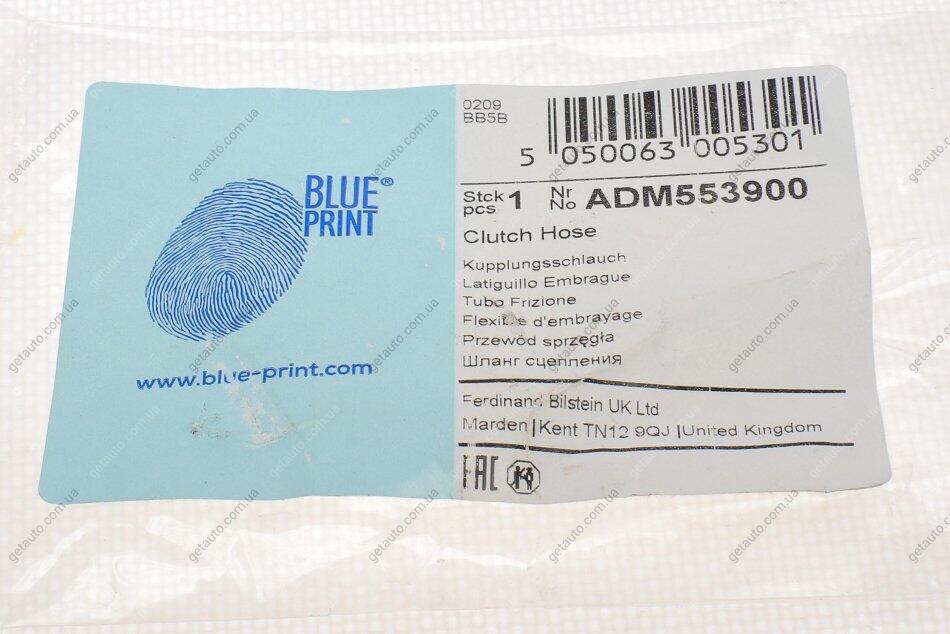 BLUE®
PRINT
www.blue-print.com
0209
BB5B
5 050063 005301
Stck
pcs 1 Nr
No ADM553900
Clutch Hose
Kupplungsschlauch
Latiguillo Embrague
Tubo Frizione
Flexible d'embrayage
Przewód sprzęgła
Шланг сцепления
Ferdinand Bilstein UK Ltd
Marden | Kent TN12 9QJ | United Kingdom
EAC
getauto.com.ua